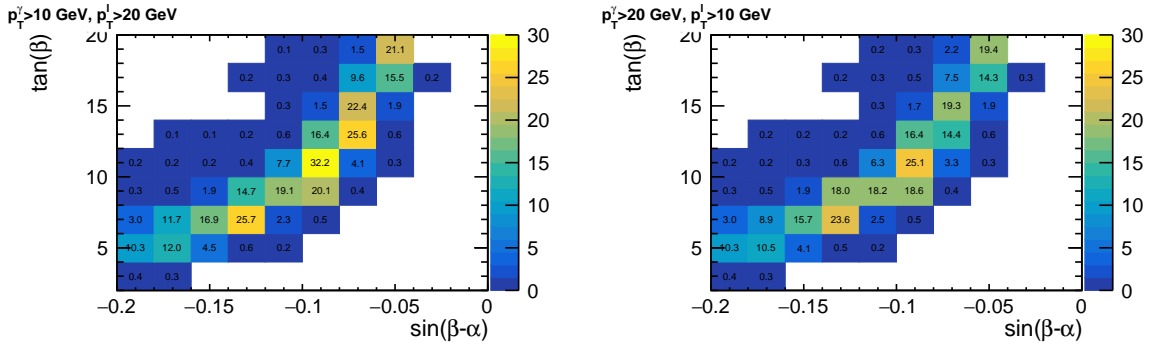 p_T^γ>10 GeV, p_T^l>20 GeV
tan(β)
20
15
10
5
0.1 0.3 1.5 21.1
0.2 0.3 0.4 9.6 15.5 0.2
0.3 1.5 22.4 1.9
0.1 0.1 0.2 0.6 16.4 25.6 0.6
0.2 0.2 0.2 0.4 7.7 32.2 4.1 0.3
0.3 0.5 1.9 14.7 19.1 20.1 0.4
3.0 11.7 16.9 25.7 2.3 0.5
10.3 12.0 4.5 0.6 0.2
0.4 0.3
−0.2 −0.15 −0.1 −0.05 0
sin(β-α)
30
25
20
15
10
5
0
p_T^γ>20 GeV, p_T^l>10 GeV
tan(β)
20
15
10
5
0.2 0.3 2.2 19.4
0.2 0.3 0.5 7.5 14.3 0.2
0.3 1.7 19.3 1.9
0.2 0.2 0.2 0.6 16.4 14.4 0.6
0.2 0.2 0.3 0.4 6.3 25.1 3.3 0.3
0.3 0.5 1.9 18.0 18.2 18.6 0.4
3.0 8.9 15.7 23.6 2.5 0.5
10.3 10.5 4.1 0.5 0.2
0.4 0.3
−0.2 −0.15 −0.1 −0.05 0
sin(β-α)
30
25
20
15
10
5
0